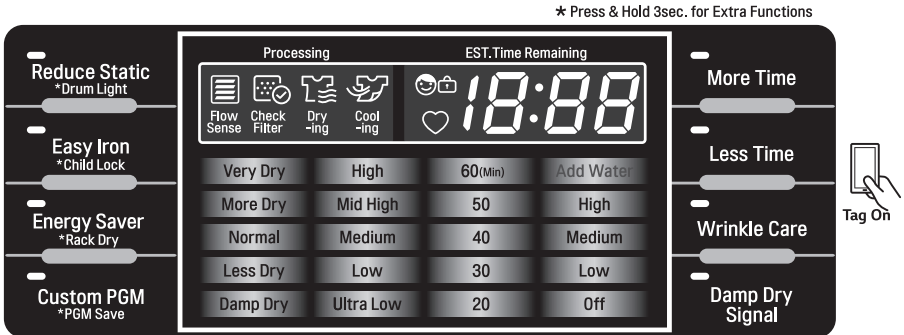 * Press & Hold 3sec. for Extra Functions
Reduce Static
*Drum Light
Easy Iron
*Child Lock
Energy Saver
*Rack Dry
Custom PGM
*PGM Save
Processing
EST.Time Remaining
Flow Sense
Check Filter
Dry -ing
Cool -ing
18:88
Very Dry High 60(Min) Add Water
More Dry Mid High 50 High
Normal Medium 40 Medium
Less Dry Low 30 Low
Damp Dry Ultra Low 20 Off
More Time
Less Time
Wrinkle Care
Damp Dry
Signal
Tag On